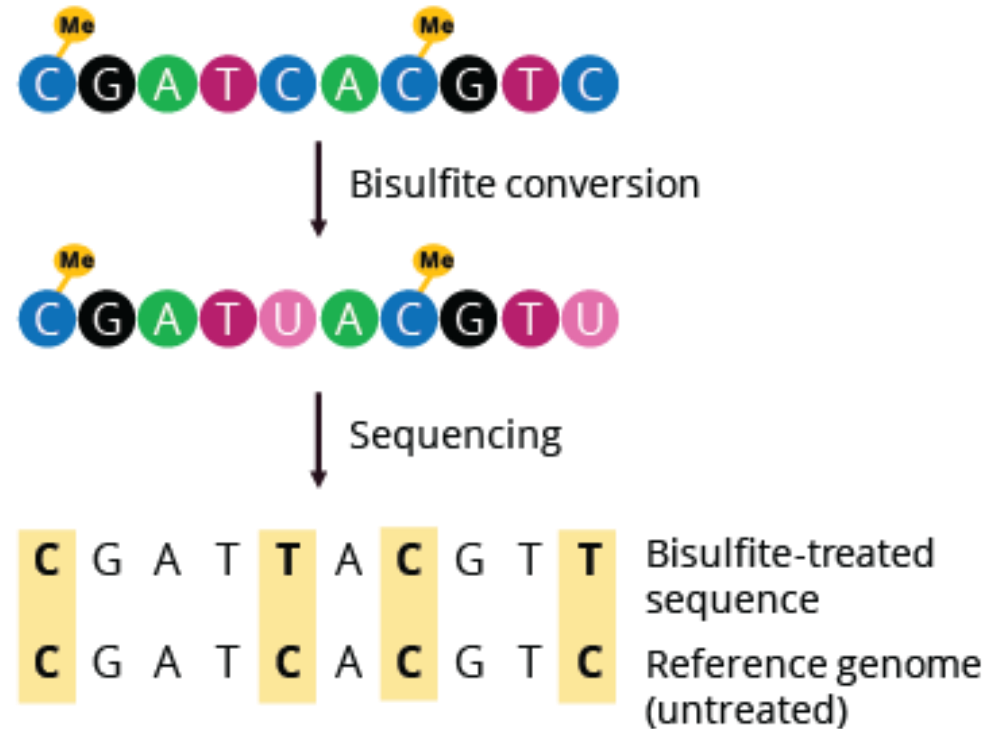 Me Me
C G A T C A C G T C
Bisulfite conversion
Me Me
C G A T U A C G T U
Sequencing
C G A T T A C G T T
Bisulfite-treated
sequence
C G A T C A C G T C
Reference genome
(untreated)